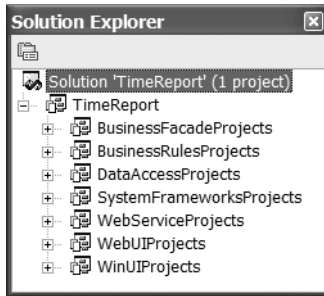 Solution Explorer
Solution 'TimeReport' (1 project)
TimeReport
BusinessFacadeProjects
BusinessRulesProjects
DataAccessProjects
SystemFrameworksProjects
WebServiceProjects
WebUIProjects
WinUIProjects